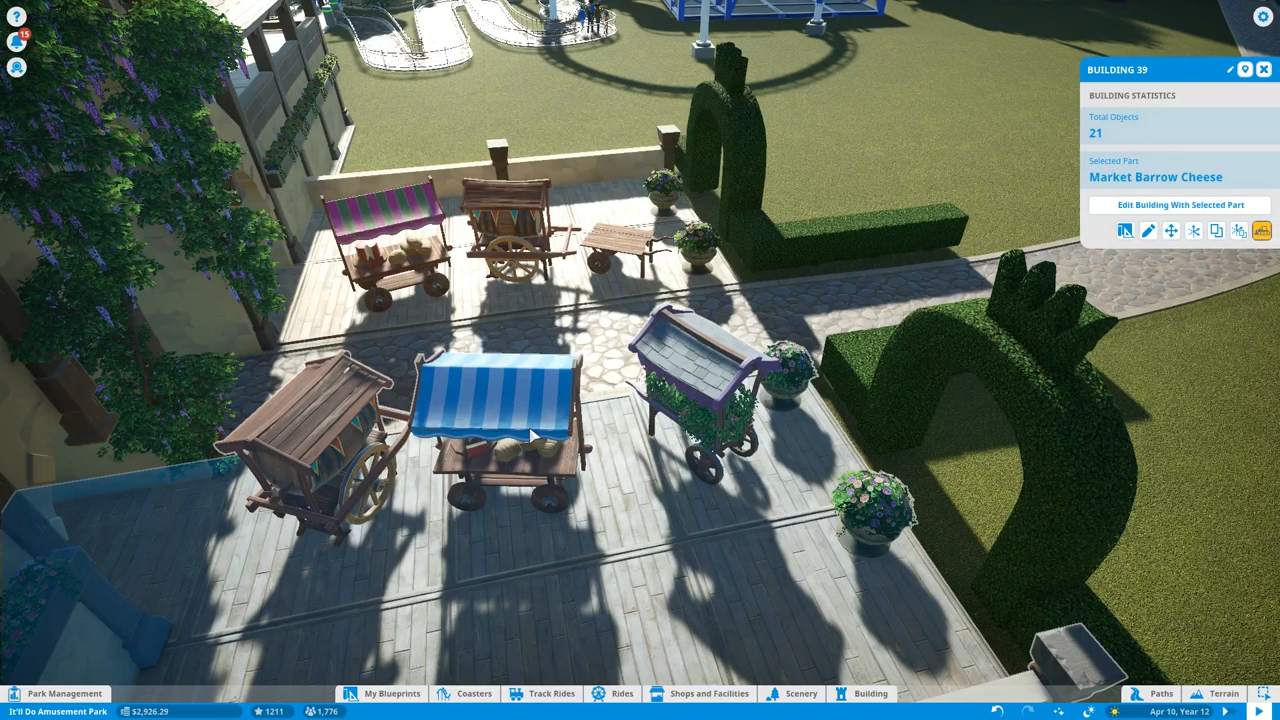 15
BUILDING 39
BUILDING STATISTICS
Total Objects
21
Selected Part
Market Barrow Cheese
Edit Building With Selected Part
Park Management
My Blueprints
Coasters
Track Rides
Rides
Shops and Facilities
Scenery
Building
Paths
Terrain
It'll Do Amusement Park
$2,926.29
1211
1,776
Apr 10, Year 12